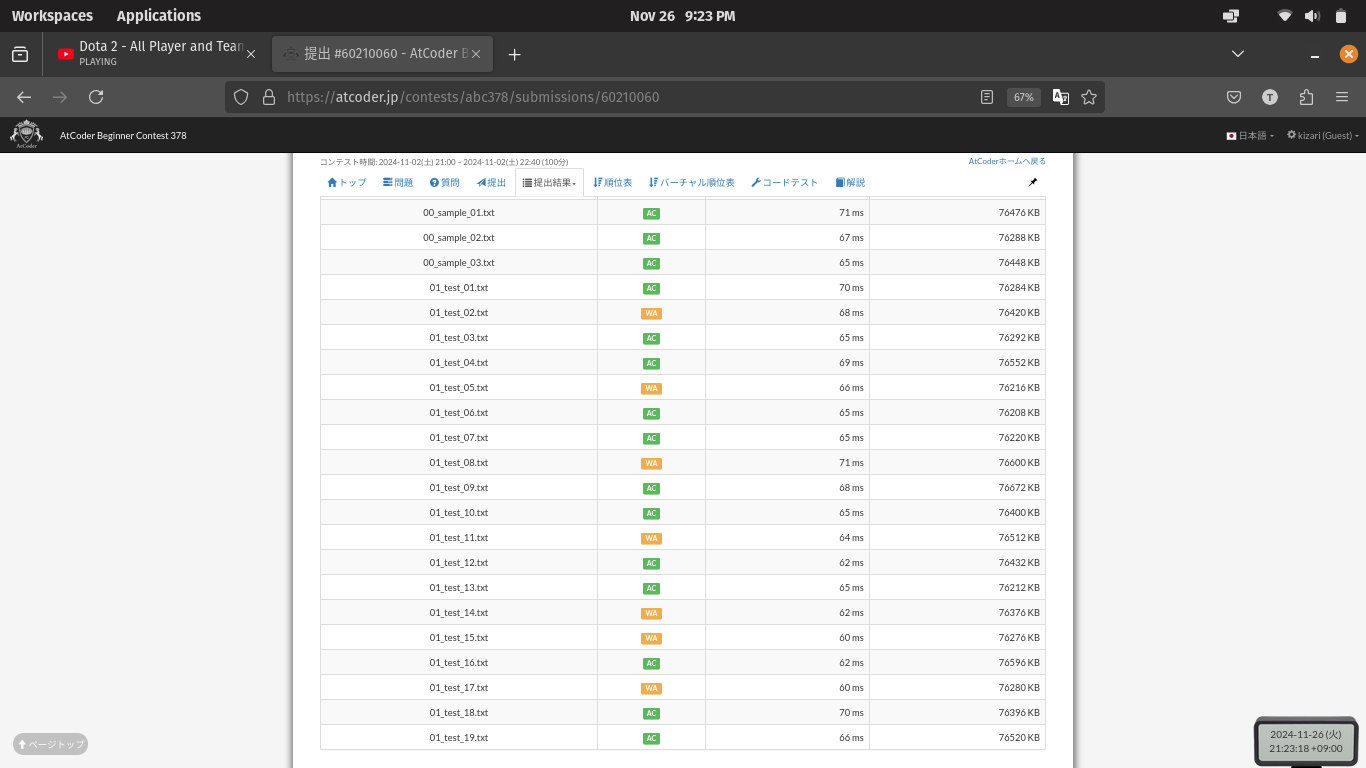 Workspaces Applications Nov 26 9:23 PM
Dota 2 - All Player and Team
PLAYING
提出 #60210060 - AtCoder B
https://atcoder.jp/contests/abc378/submissions/60210060 67% T
AtCoder
AtCoder Beginner Contest 378 日本語 kizari (Guest)
コンテスト時間: 2024-11-02(土) 21:00 ~ 2024-11-02(土) 22:40 (100分) AtCoderホームへ戻る
トップ 問題 質問 提出 提出結果 順位表 バーチャル順位表 コードテスト 解説
00_sample_01.txt AC 71 ms 76476 KB
00_sample_02.txt AC 67 ms 76288 KB
00_sample_03.txt AC 65 ms 76448 KB
01_test_01.txt AC 70 ms 76284 KB
01_test_02.txt WA 68 ms 76420 KB
01_test_03.txt AC 65 ms 76292 KB
01_test_04.txt AC 69 ms 76552 KB
01_test_05.txt WA 66 ms 76216 KB
01_test_06.txt AC 65 ms 76208 KB
01_test_07.txt AC 65 ms 76220 KB
01_test_08.txt WA 71 ms 76600 KB
01_test_09.txt AC 68 ms 76672 KB
01_test_10.txt AC 65 ms 76400 KB
01_test_11.txt WA 64 ms 76512 KB
01_test_12.txt AC 62 ms 76432 KB
01_test_13.txt AC 65 ms 76212 KB
01_test_14.txt WA 62 ms 76376 KB
01_test_15.txt WA 60 ms 76276 KB
01_test_16.txt AC 62 ms 76596 KB
01_test_17.txt WA 60 ms 76280 KB
01_test_18.txt AC 70 ms 76396 KB
01_test_19.txt AC 66 ms 76520 KB
ページトップ
2024-11-26 (火)
21:23:18 +09:00